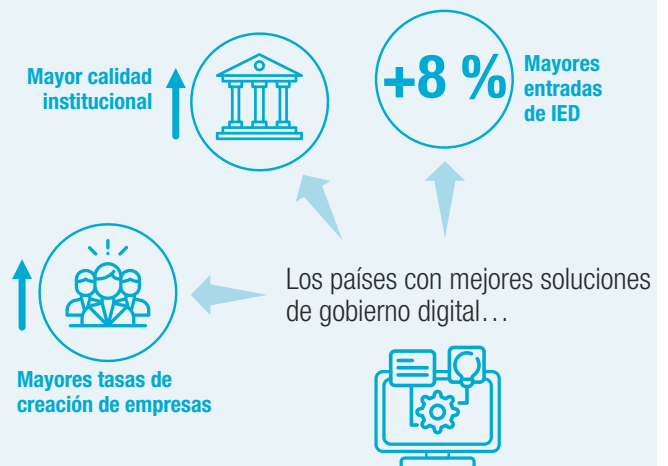 Mayor calidad
institucional
+8 %
Mayores
entradas
de IED
Los países con mejores soluciones
de gobierno digital…
Mayores tasas de
creación de empresas